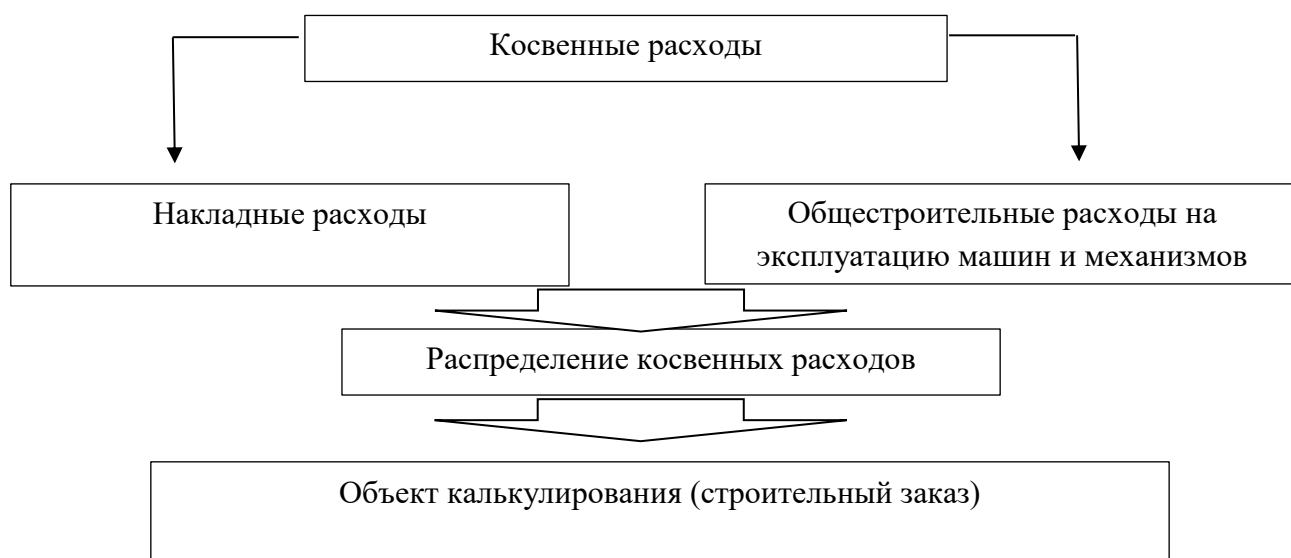 Косвенные расходы
Накладные расходы
Общестроительные расходы на
эксплуатацию машин и механизмов
Распределение косвенных расходов
Объект калькулирования (строительный заказ)